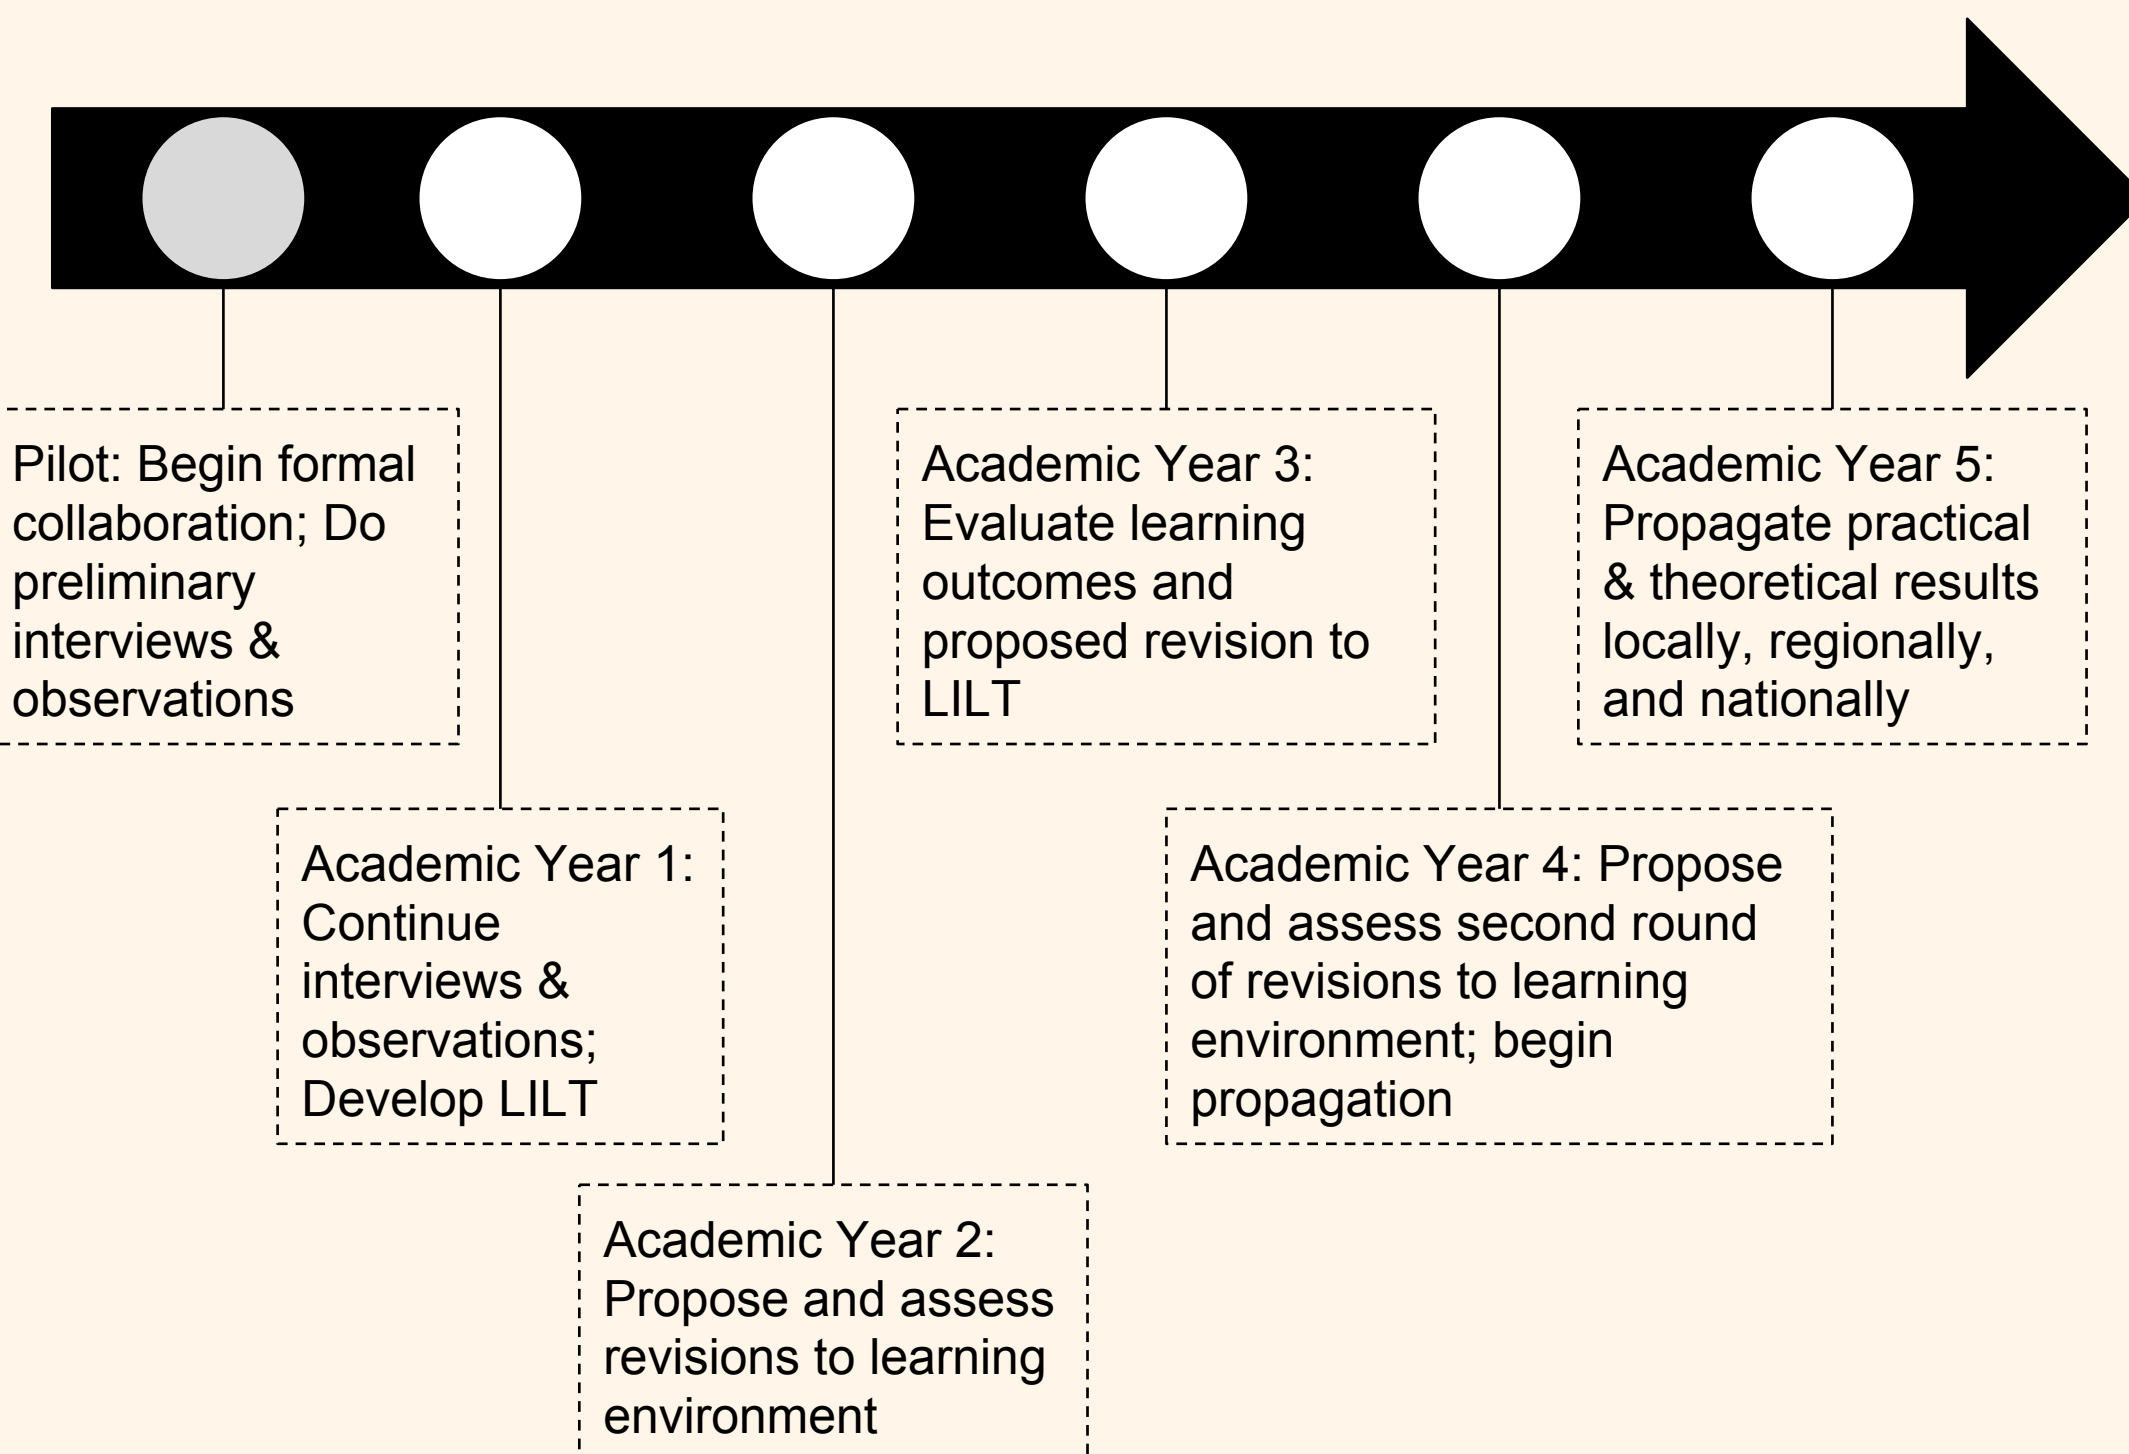 Pilot: Begin formal
collaboration; Do
preliminary
interviews &
observations
Academic Year 1:
Continue
interviews &
observations;
Develop LILT
Academic Year 2:
Propose and assess
revisions to learning
environment
Academic Year 3:
Evaluate learning
outcomes and
proposed revision to
LILT
Academic Year 4: Propose
and assess second round
of revisions to learning
environment; begin
propagation
Academic Year 5:
Propagate practical
& theoretical results
locally, regionally,
and nationally